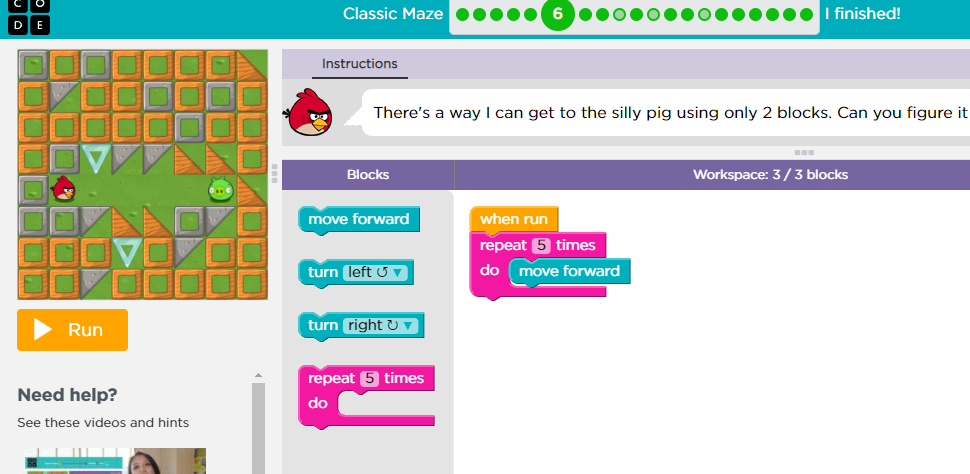 C O
D E
Classic Maze
6
I finished!
Instructions
There's a way I can get to the silly pig using only 2 blocks. Can you figure it
Blocks
Workspace: 3 / 3 blocks
move forward
turn left ↺ ▼
turn right ↻ ▼
repeat 5 times
do
when run
repeat 5 times
do move forward
Run
Need help?
See these videos and hints